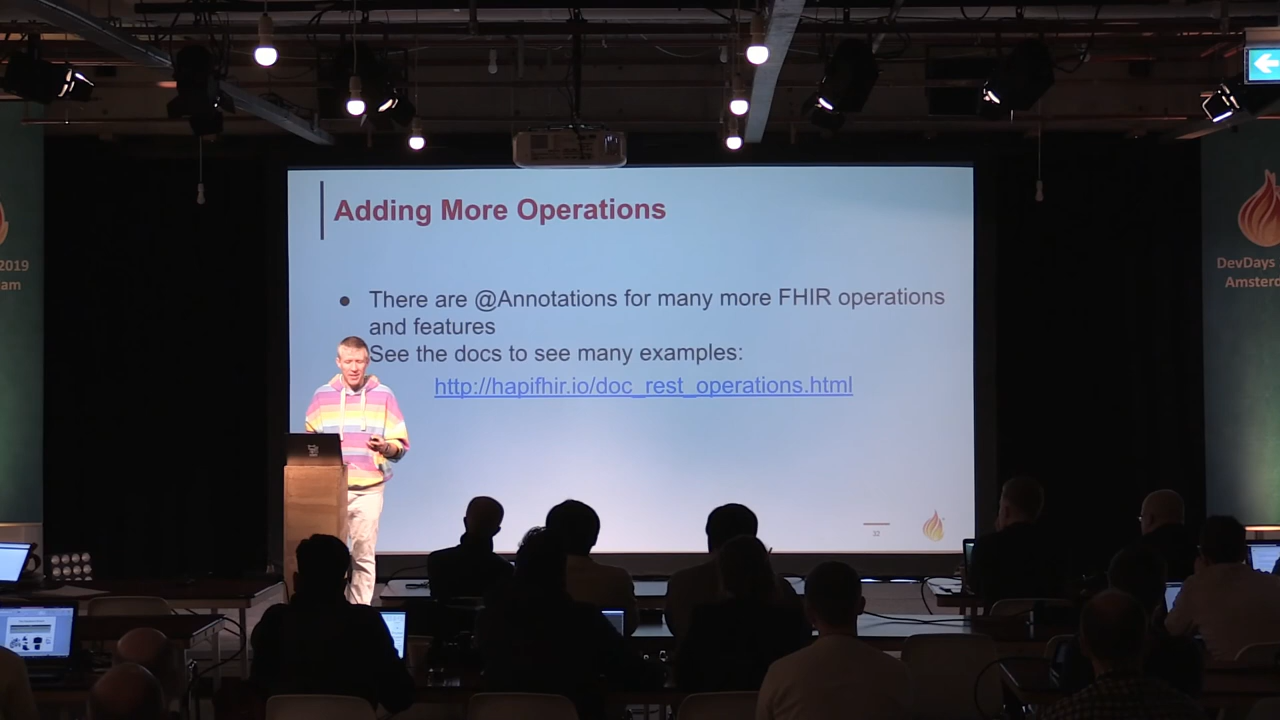 Adding More Operations
● There are @Annotations for many more FHIR operations
and features
See the docs to see many examples:
http://hapifhir.io/doc_rest_operations.html
32
2019
am
DevDays
Amsterd